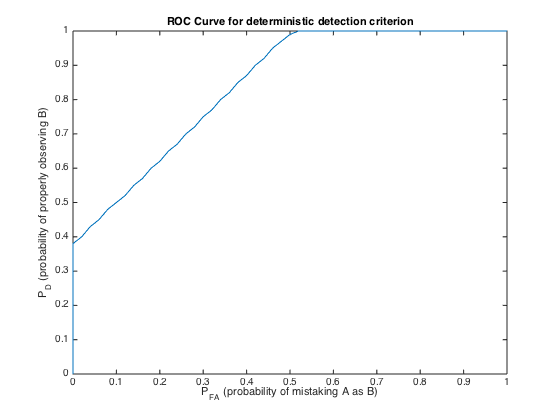 ROC Curve for deterministic detection criterion
P_D (probability of properly observing B)
1
0.9
0.8
0.7
0.6
0.5
0.4
0.3
0.2
0.1
0
0 0.1 0.2 0.3 0.4 0.5 0.6 0.7 0.8 0.9 1
P_FA (probability of mistaking A as B)